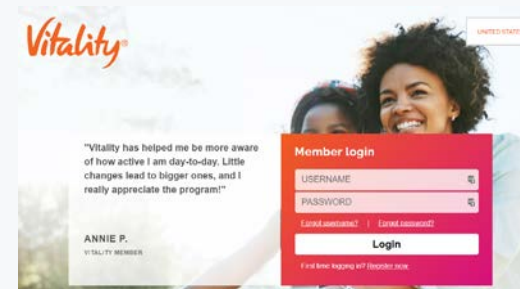 Vitality
UNITED STATE
"Vitality has helped me be more aware
of how active I am day-to-day. Little
changes lead to bigger ones, and I
really appreciate the program!"
ANNIE P.
VITALITY MEMBER
Member login
USERNAME
PASSWORD
Forgot username? | Forgot password?
Login
First time logging in? Register now